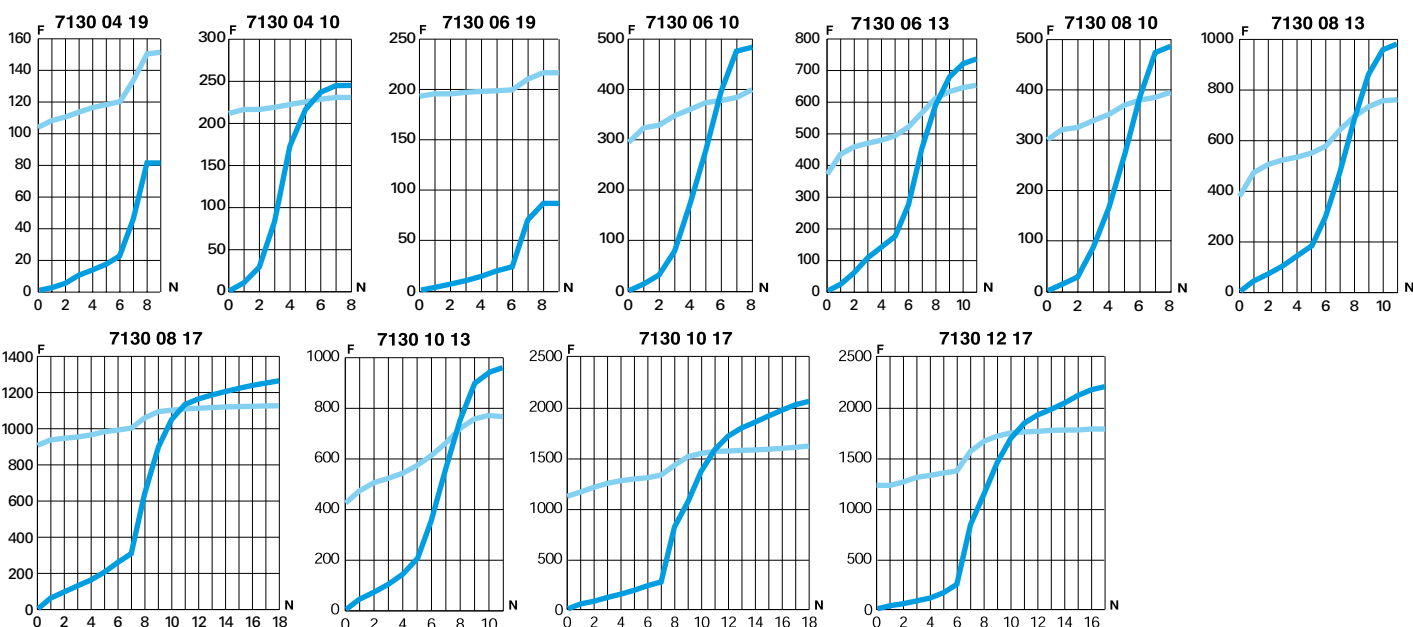 7130 04 19
7130 04 10
7130 06 19
7130 06 10
7130 06 13
7130 08 10
7130 08 13
F
160
140
120
100
80
60
40
20
0
0 2 4 6 8 N
F
300
250
200
150
100
50
0
0 2 4 6 8 N
F
250
200
150
100
50
0
0 2 4 6 8 N
F
500
400
300
200
100
0
0 2 4 6 8 N
F
800
700
600
500
400
300
200
100
0
0 2 4 6 8 10 N
F
500
400
300
200
100
0
0 2 4 6 8 N
F
1000
800
600
400
200
0
0 2 4 6 8 10 N
7130 08 17
7130 10 13
7130 10 17
7130 12 17
F
1400
1200
1000
800
600
400
200
0
0 2 4 6 8 10 12 14 16 18 N
F
1000
800
600
400
200
0
0 2 4 6 8 10 N
F
2500
2000
1500
1000
500
0
0 2 4 6 8 10 12 14 16 18 N
F
2500
2000
1500
1000
500
0
0 2 4 6 8 10 12 14 16 N